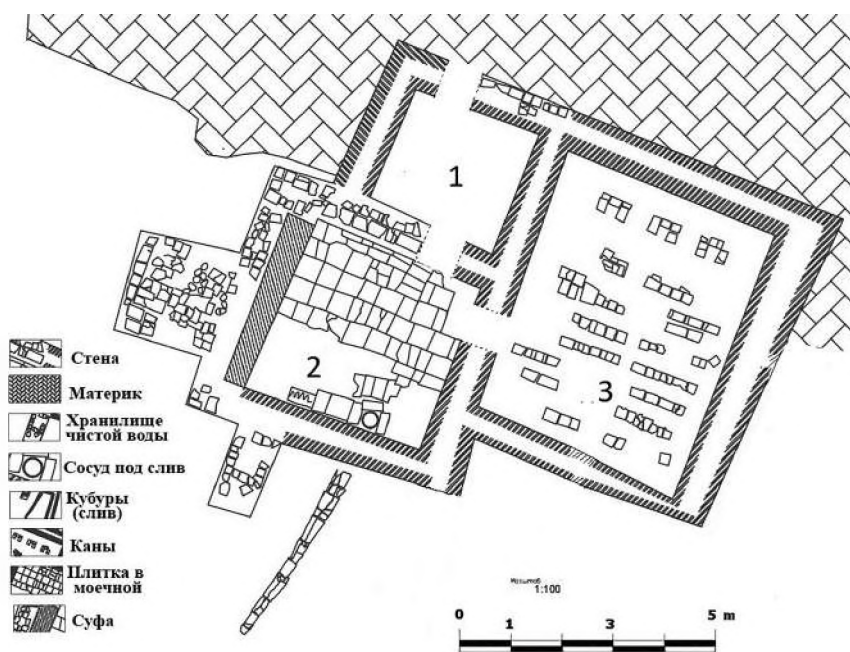 1
2
3
Стена
Материк
Хранилище
чистой воды
Сосуд под слив
Кубуры
(слив)
Каны
Плитка в
моечной
Суфа
Масштаб
1:100
0 1 3 5 m